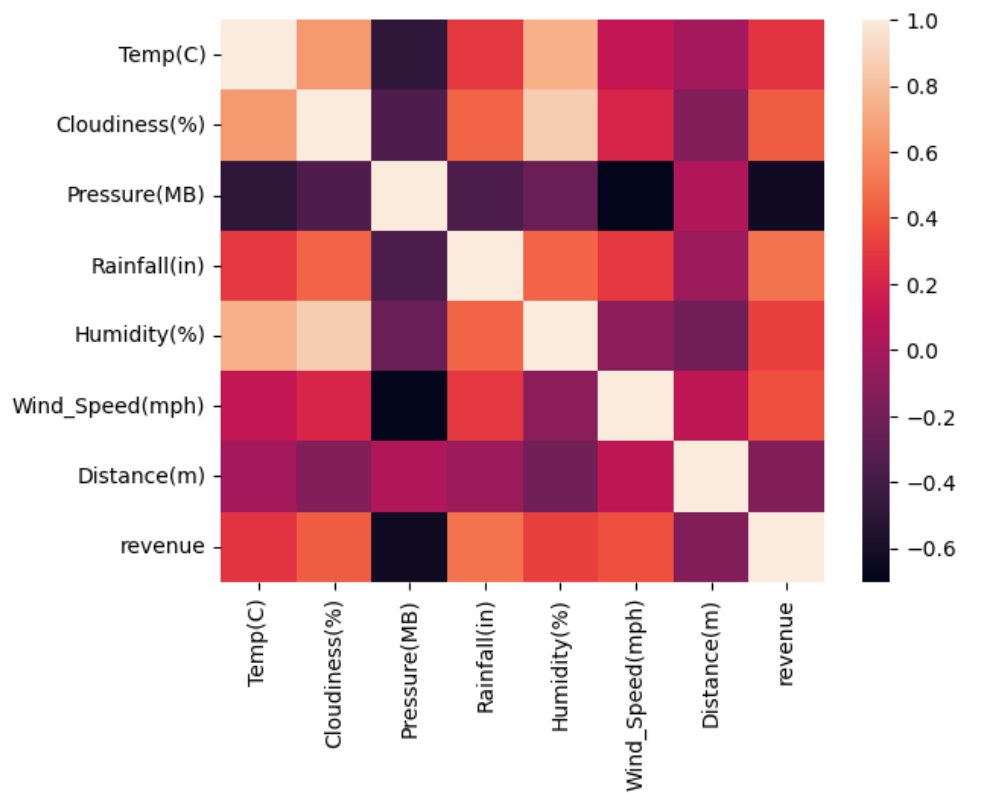 Temp(C)
Cloudiness(%)
Pressure(MB)
Rainfall(in)
Humidity(%)
Wind_Speed(mph)
Distance(m)
revenue
Temp(C)
Cloudiness(%)
Pressure(MB)
Rainfall(in)
Humidity(%)
Wind_Speed(mph)
Distance(m)
revenue
1.0
0.8
0.6
0.4
0.2
0.0
−0.2
−0.4
−0.6